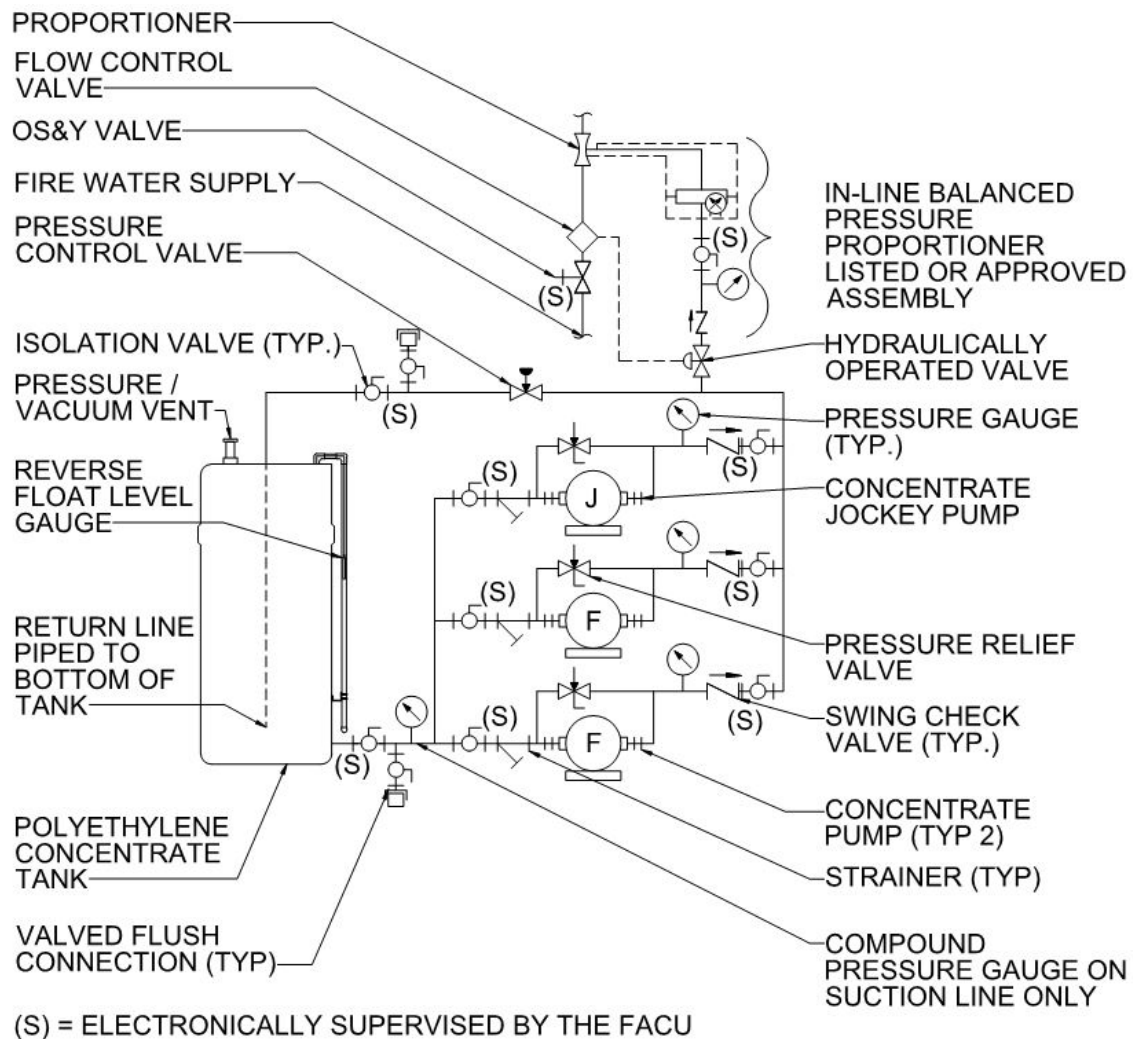 PROPORTIONER
FLOW CONTROL
VALVE
OS&Y VALVE
FIRE WATER SUPPLY
PRESSURE
CONTROL VALVE
ISOLATION VALVE (TYP.)
PRESSURE /
VACUUM VENT
REVERSE
FLOAT LEVEL
GAUGE
RETURN LINE
PIPED TO
BOTTOM OF
TANK
POLYETHYLENE
CONCENTRATE
TANK
VALVED FLUSH
CONNECTION (TYP)
(S)
(S)
(S)
(S)
(S)
J
(S)
(S)
F
(S)
(S)
F
(S)
(S)
IN-LINE BALANCED
PRESSURE
PROPORTIONER
LISTED OR APPROVED
ASSEMBLY
HYDRAULICALLY
OPERATED VALVE
PRESSURE GAUGE
(TYP.)
CONCENTRATE
JOCKEY PUMP
PRESSURE RELIEF
VALVE
SWING CHECK
VALVE (TYP.)
CONCENTRATE
PUMP (TYP 2)
STRAINER (TYP)
COMPOUND
PRESSURE GAUGE ON
SUCTION LINE ONLY
(S) = ELECTRONICALLY SUPERVISED BY THE FACU